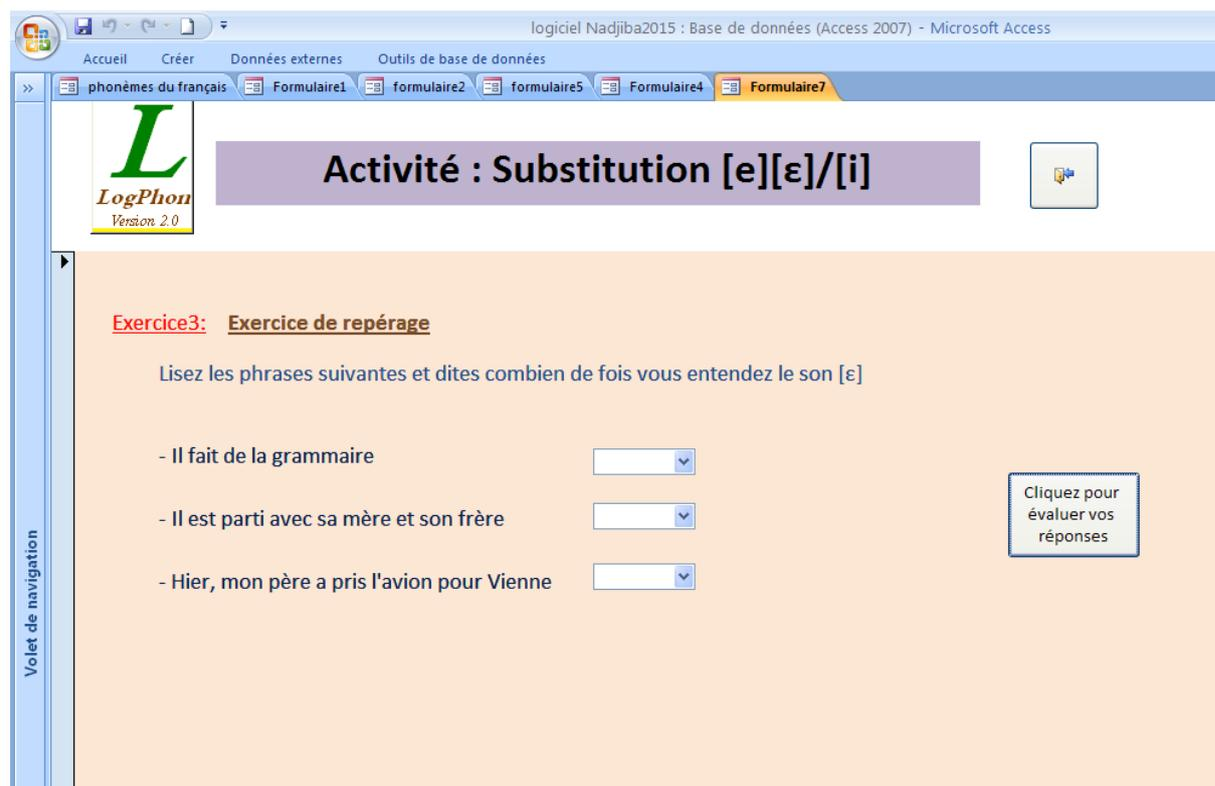 logiciel Nadjiba2015 : Base de données (Access 2007) - Microsoft Access
Accueil Créer Données externes Outils de base de données
» phonèmes du français Formulaire1 formulaire2 formulaire5 Formulaire4 Formulaire7
L
LogPhon
Version 2.0
Activité : Substitution [e][ɛ]/[i]
Exercice3: Exercice de repérage
Lisez les phrases suivantes et dites combien de fois vous entendez le son [ɛ]
- Il fait de la grammaire
- Il est parti avec sa mère et son frère
- Hier, mon père a pris l'avion pour Vienne
Cliquez pour
évaluer vos
réponses
Volet de navigation